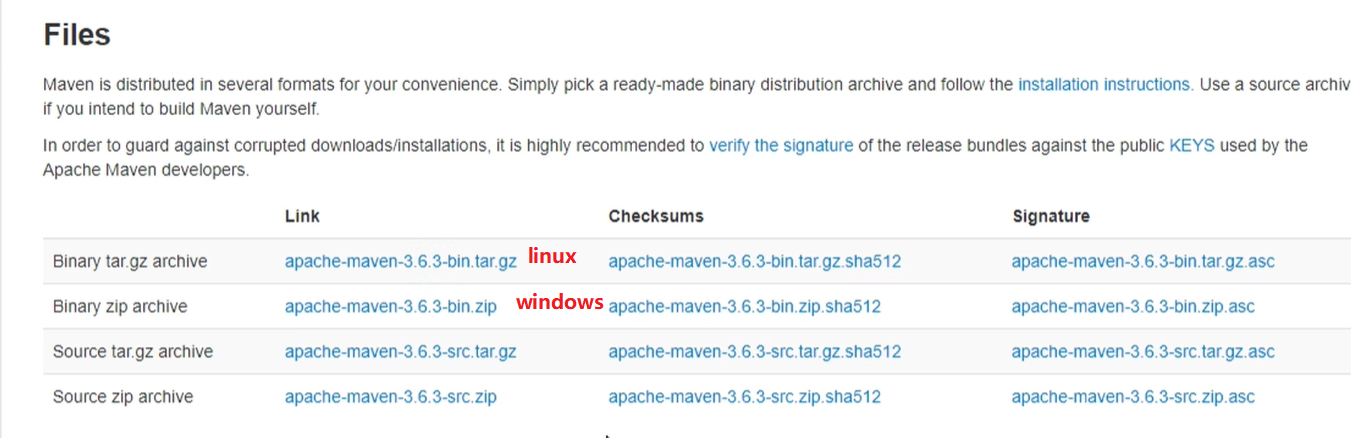 Files
Maven is distributed in several formats for your convenience. Simply pick a ready-made binary distribution archive and follow the installation instructions. Use a source archiv
if you intend to build Maven yourself.
In order to guard against corrupted downloads/installations, it is highly recommended to verify the signature of the release bundles against the public KEYS used by the
Apache Maven developers.
Link Checksums Signature
Binary tar.gz archive apache-maven-3.6.3-bin.tar.gz linux apache-maven-3.6.3-bin.tar.gz.sha512 apache-maven-3.6.3-bin.tar.gz.asc
Binary zip archive apache-maven-3.6.3-bin.zip windows apache-maven-3.6.3-bin.zip.sha512 apache-maven-3.6.3-bin.zip.asc
Source tar.gz archive apache-maven-3.6.3-src.tar.gz apache-maven-3.6.3-src.tar.gz.sha512 apache-maven-3.6.3-src.tar.gz.asc
Source zip archive apache-maven-3.6.3-src.zip apache-maven-3.6.3-src.zip.sha512 apache-maven-3.6.3-src.zip.asc